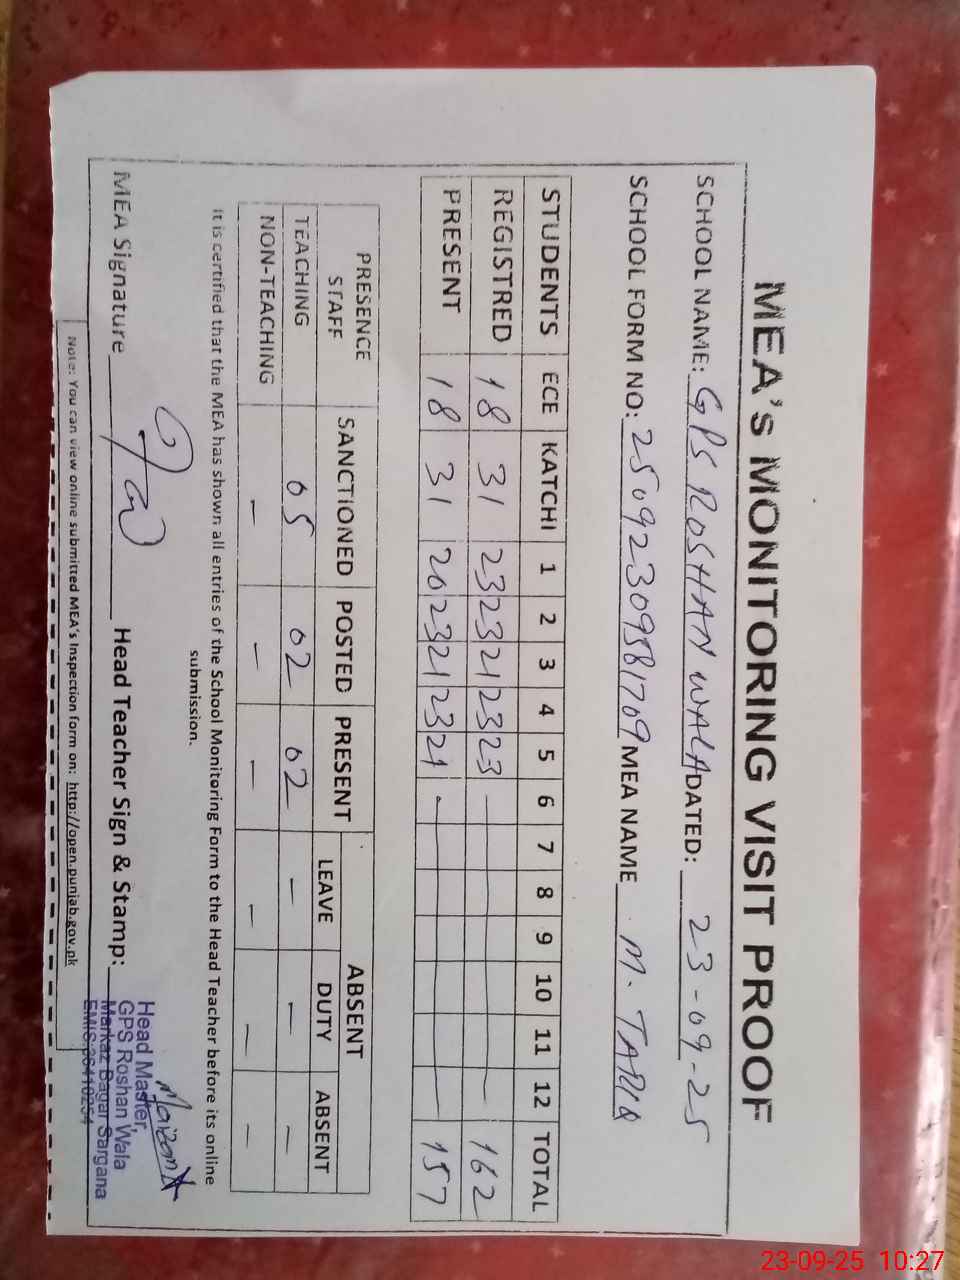 MEA's MONITORING VISIT PROOF
SCHOOL NAME: GPS ROSHAN WALA DATED: 23-09-25
SCHOOL FORM NO: 25092309581709 MEA NAME M. TARIQ
STUDENTS ECE KATCHI 1 2 3 4 5 6 7 8 9 10 11 12 TOTAL
REGISTRED 18 31 23 23 21 23 23 — 162
PRESENT 18 31 20 23 21 23 21 — 157
PRESENCE STAFF SANCTIONED POSTED PRESENT ABSENT
LEAVE DUTY ABSENT
TEACHING 05 02 02 — — —
NON-TEACHING — — — — — —
It is certified that the MEA has shown all entries of the School Monitoring Form to the Head Teacher before its online
submission.
MEA Signature Head Teacher Sign & Stamp:
Head Master,
GPS Roshan Wala
Markaz Bagar Sargana
EMIS:36410254
Note: You can view online submitted MEA's Inspection form on: http://open.punjab.gov.pk
23-09-25 10:27